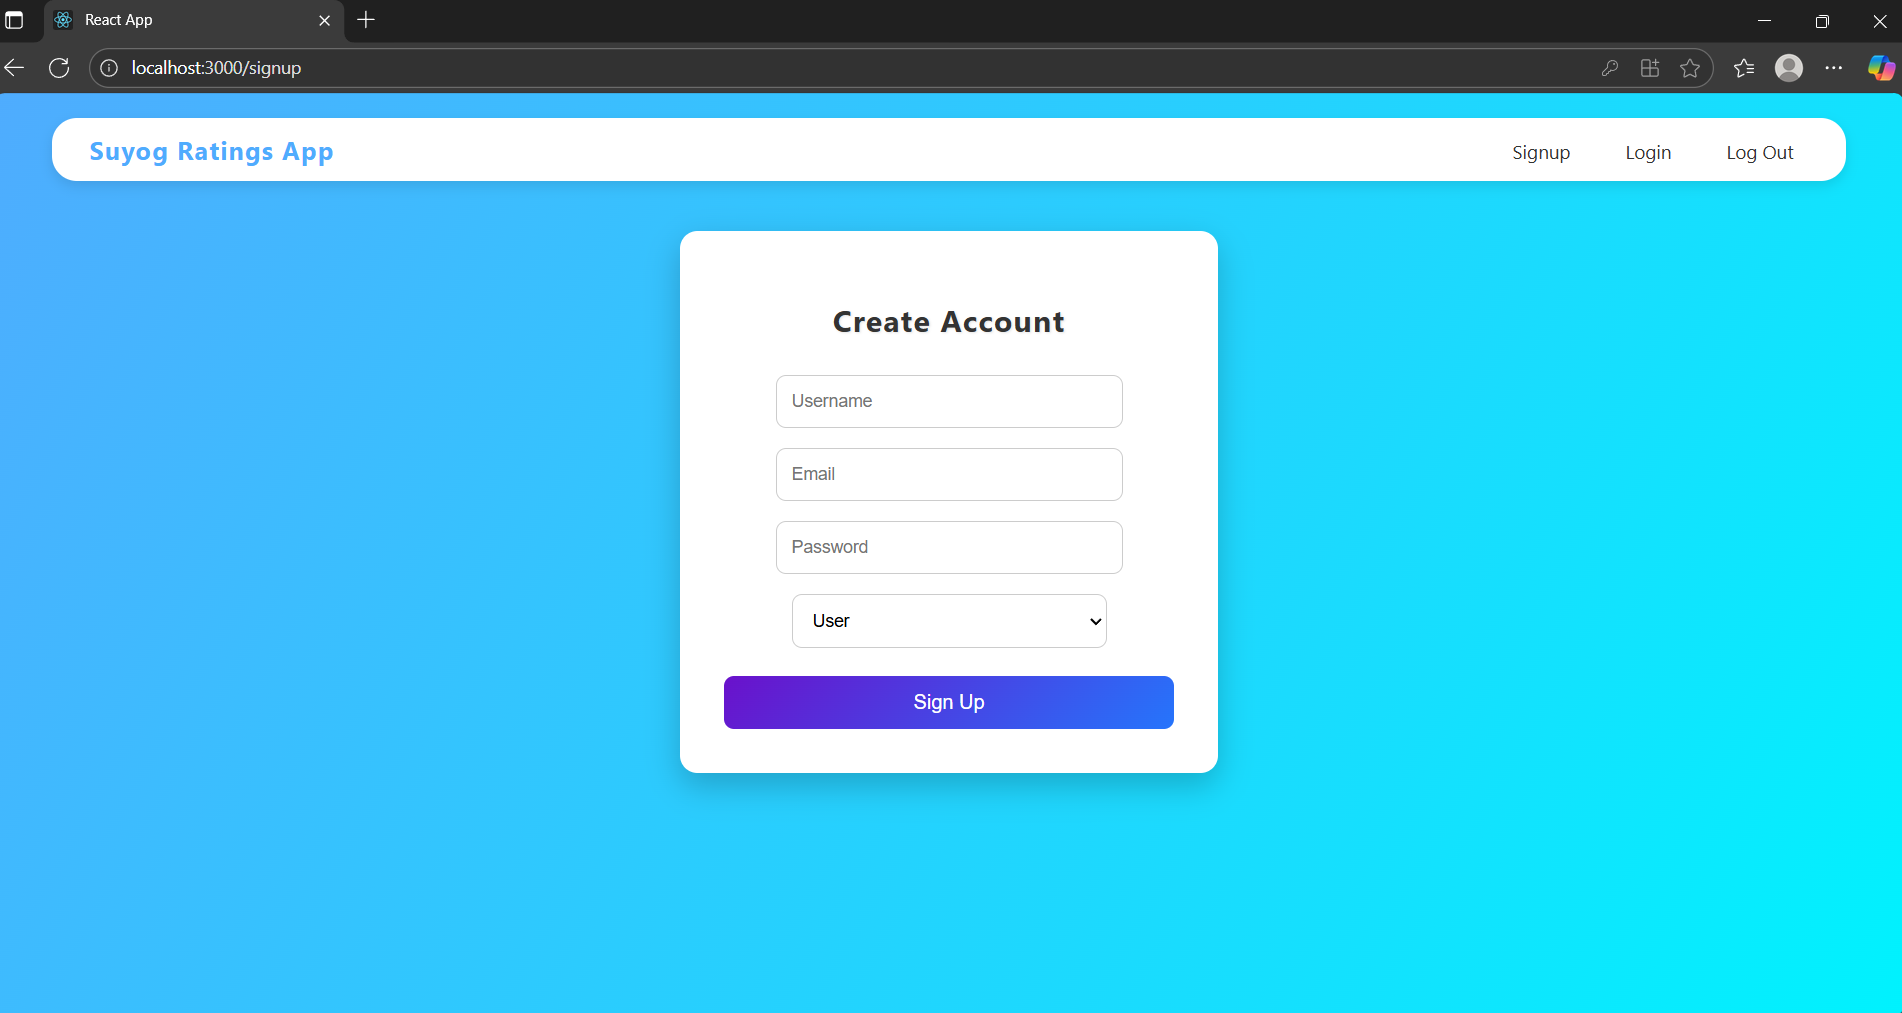 React App
localhost:3000/signup
Suyog Ratings App
Signup
Login
Log Out
Create Account
Username
Email
Password
User
Sign Up